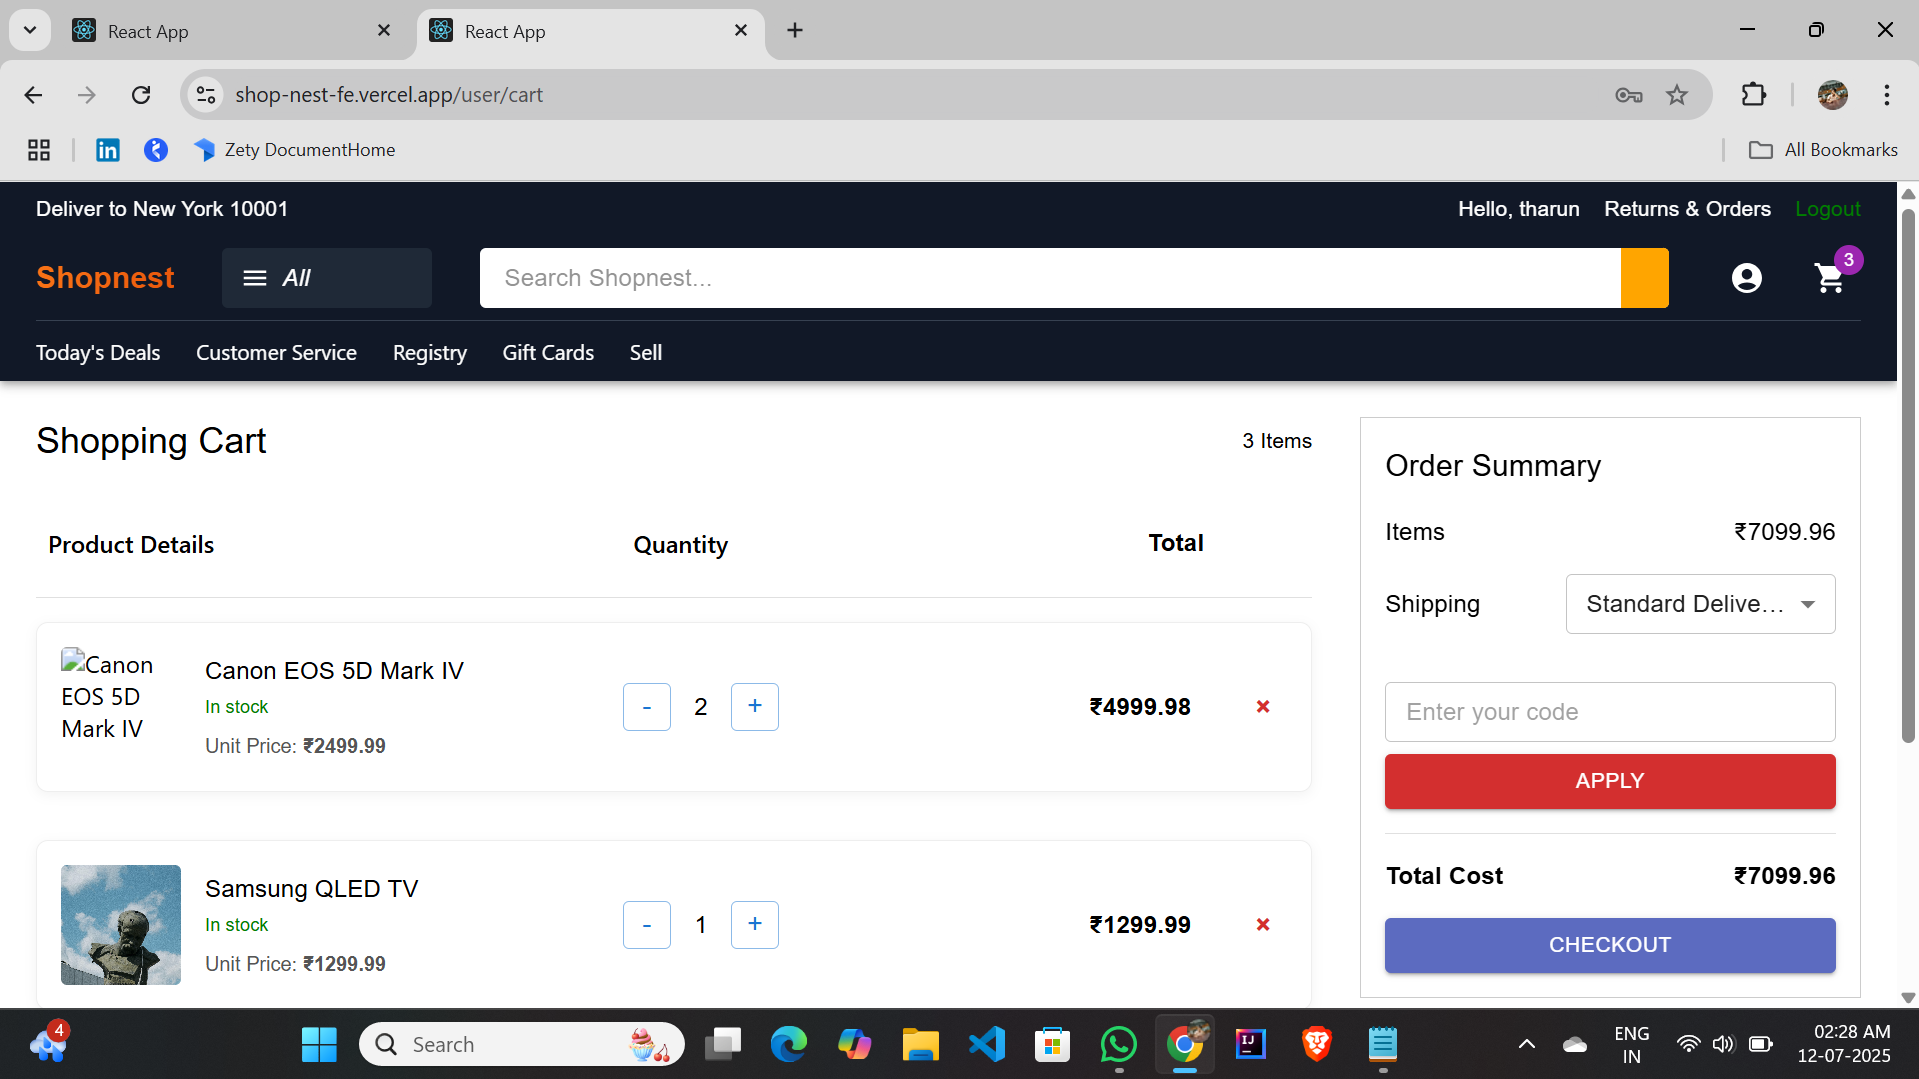 React App
React App
shop-nest-fe.vercel.app/user/cart
Zety DocumentHome
All Bookmarks
Deliver to New York 10001
Hello, tharun
Returns & Orders
Logout
Shopnest
All
Search Shopnest...
3
Today's Deals
Customer Service
Registry
Gift Cards
Sell
Shopping Cart
3 Items
Product Details
Quantity
Total
Canon EOS 5D Mark IV
Canon EOS 5D Mark IV
In stock
Unit Price: ₹2499.99
-
2
+
₹4999.98
×
Samsung QLED TV
In stock
Unit Price: ₹1299.99
-
1
+
₹1299.99
×
Order Summary
Items
₹7099.96
Shipping
Standard Delive...
Enter your code
APPLY
Total Cost
₹7099.96
CHECKOUT
4
Search
ENG
IN
02:28 AM
12-07-2025